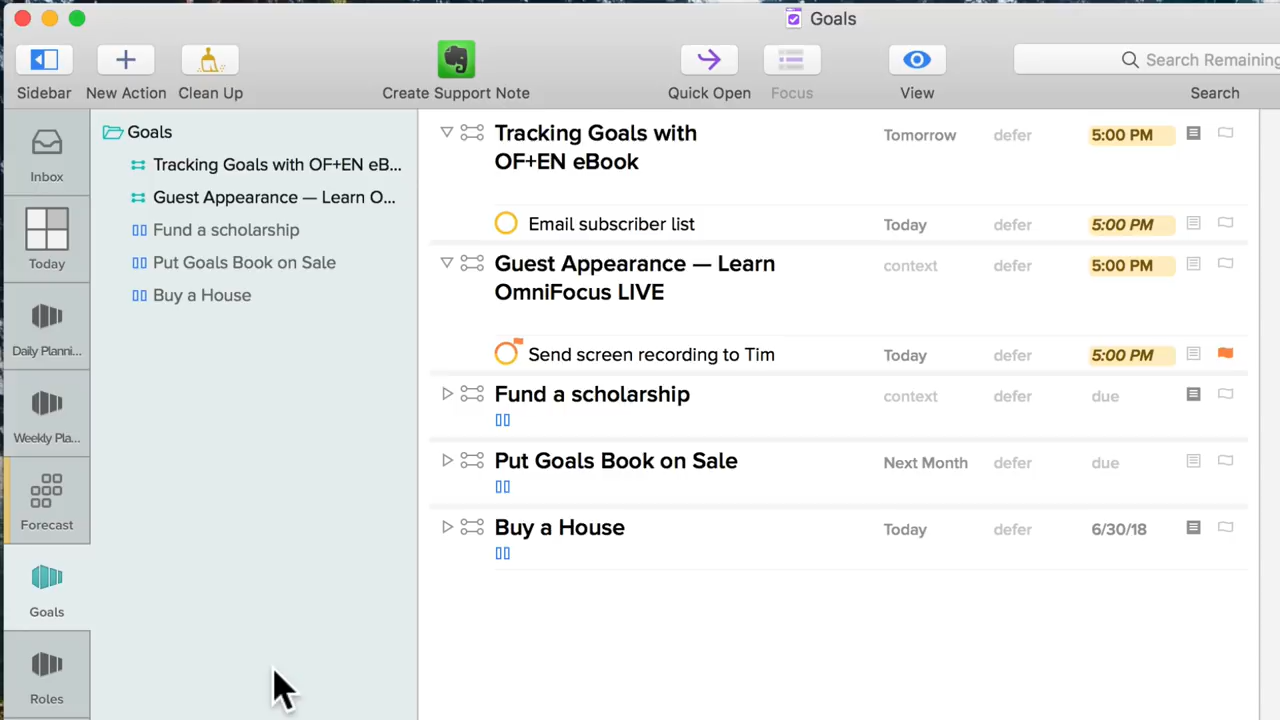 Goals
Sidebar
New Action
Clean Up
Create Support Note
Quick Open
Focus
View
Search Remaining
Search
Inbox
Today
Daily Planni...
Weekly Pla...
Forecast
Goals
Roles
Goals
Tracking Goals with OF+EN eB...
Guest Appearance — Learn O...
Fund a scholarship
Put Goals Book on Sale
Buy a House
Tracking Goals with Tomorrow defer 5:00 PM
OF+EN eBook
Email subscriber list Today defer 5:00 PM
Guest Appearance — Learn context defer 5:00 PM
OmniFocus LIVE
Send screen recording to Tim Today defer 5:00 PM
Fund a scholarship context defer due
Put Goals Book on Sale Next Month defer due
Buy a House Today defer 6/30/18